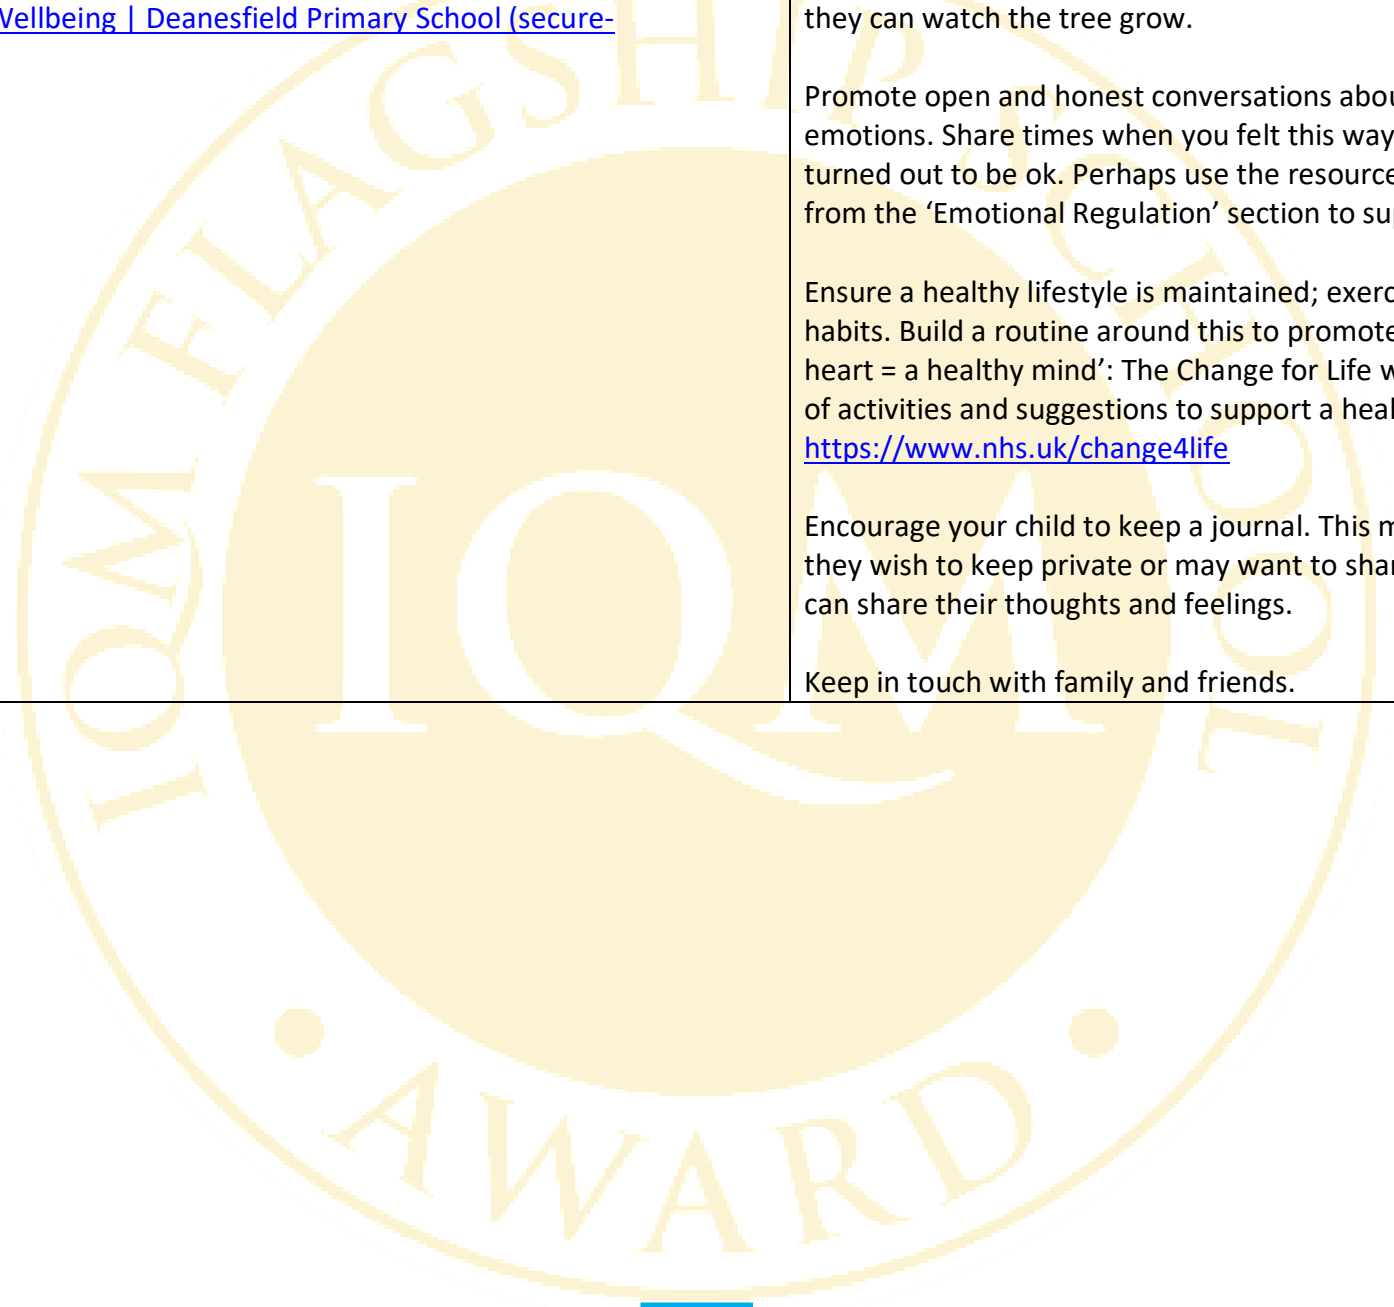 Wellbeing | Deanesfield Primary School (secure-
they can watch the tree grow.
Promote open and honest conversations abou
emotions. Share times when you felt this way
turned out to be ok. Perhaps use the resource
from the ‘Emotional Regulation’ section to su
Ensure a healthy lifestyle is maintained; exerc
habits. Build a routine around this to promote
heart = a healthy mind’: The Change for Life w
of activities and suggestions to support a heal
https://www.nhs.uk/change4life
Encourage your child to keep a journal. This m
they wish to keep private or may want to shar
can share their thoughts and feelings.
Keep in touch with family and friends.
IQM FLAGSHIP SCHOOL
IQM
AWARD